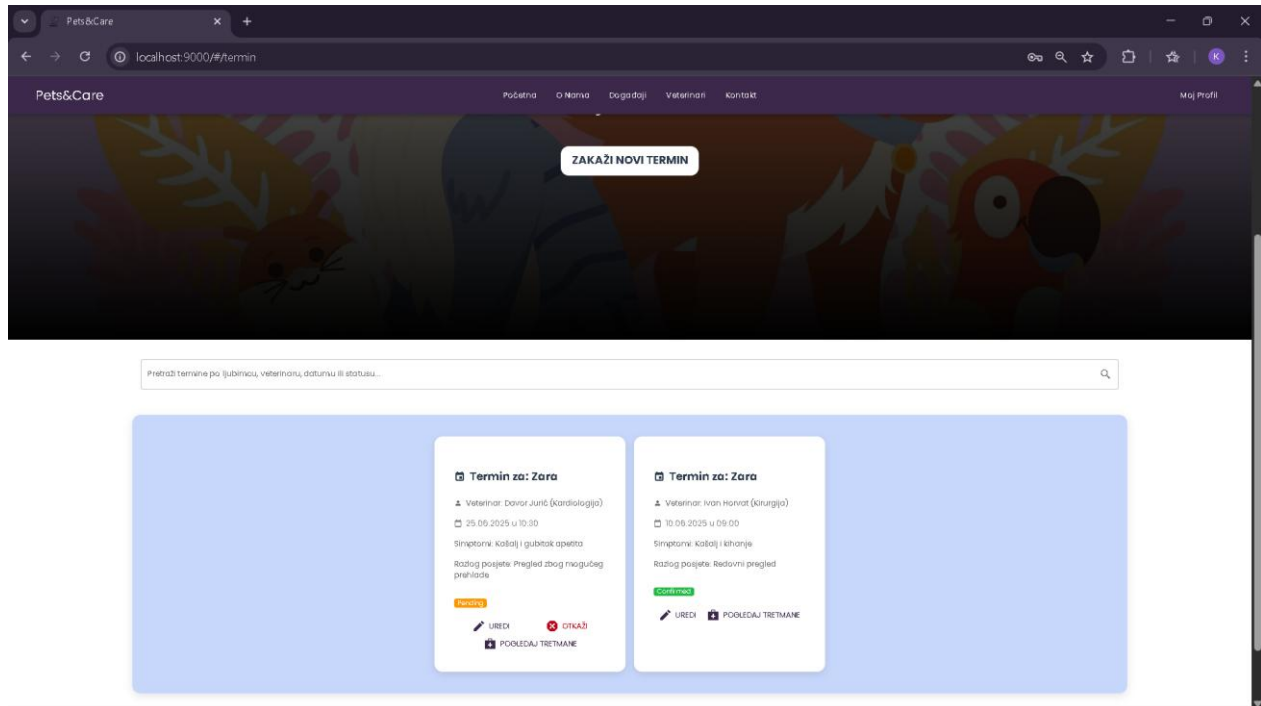 Pets&Care
localhost:9000/#/termin
K
Pets&Care
Početna O Nama Događaji Veterinari Kontakt
Moj Profil
ZAKAŽI NOVI TERMIN
Pretraži termine po ljubimcu, veterinaru, datumu ili statusu...
Termin za: Zara
Veterinar: Davor Jurić (Kardiologija)
25.06.2025 u 10:30
Simptomi: Kašalj i gubitak apetita
Razlog posjete: Pregled zbog mogućeg
prehlade
Pending
UREDI OTKAŽI
POGLEDAJ TRETMANE
Termin za: Zara
Veterinar: Ivan Horvat (Kirurgija)
10.06.2025 u 09:00
Simptomi: Kašalj i kihanje
Razlog posjete: Redovni pregled
Confirmed
UREDI POGLEDAJ TRETMANE